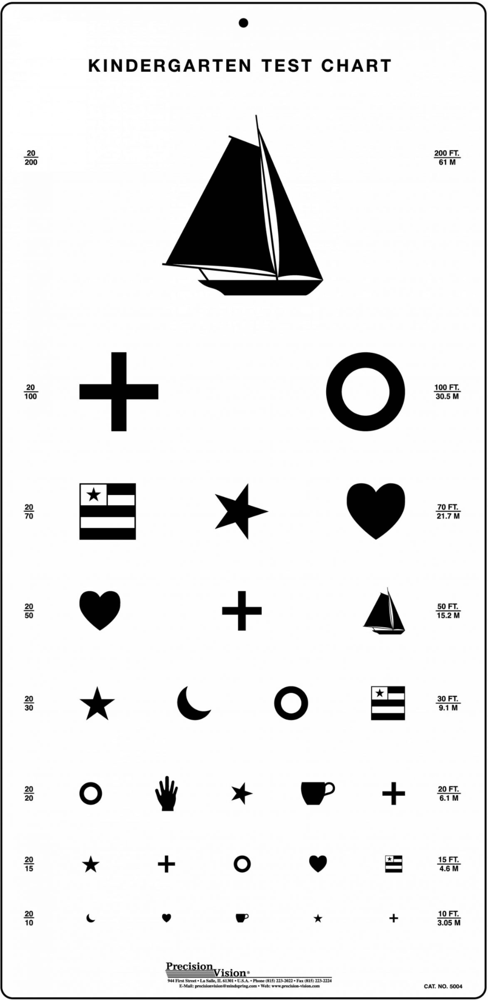 KINDERGARTEN TEST CHART
20
200
200 FT.
61 M
20
100
100 FT.
30.5 M
20
70
70 FT.
21.7 M
20
50
50 FT.
15.2 M
20
30
30 FT.
9.1 M
20
20
20 FT.
6.1 M
20
15
15 FT.
4.6 M
20
10
10 FT.
3.05 M
Precision
Vision®
944 First Street • La Salle, IL 61301 • U.S.A. • Phone (815) 223-2022 • Fax (815) 223-2224
E-Mail: precisionvision@mindspring.com • Web: www.precision-vision.com
CAT. NO. 5004